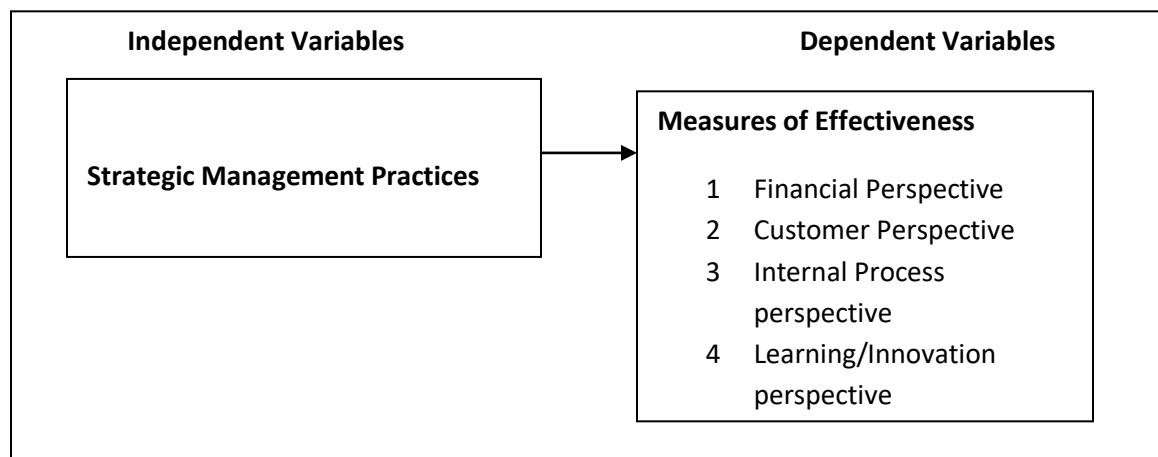 Independent Variables
Dependent Variables
Strategic Management Practices
Measures of Effectiveness
1 Financial Perspective
2 Customer Perspective
3 Internal Process
perspective
4 Learning/Innovation
perspective